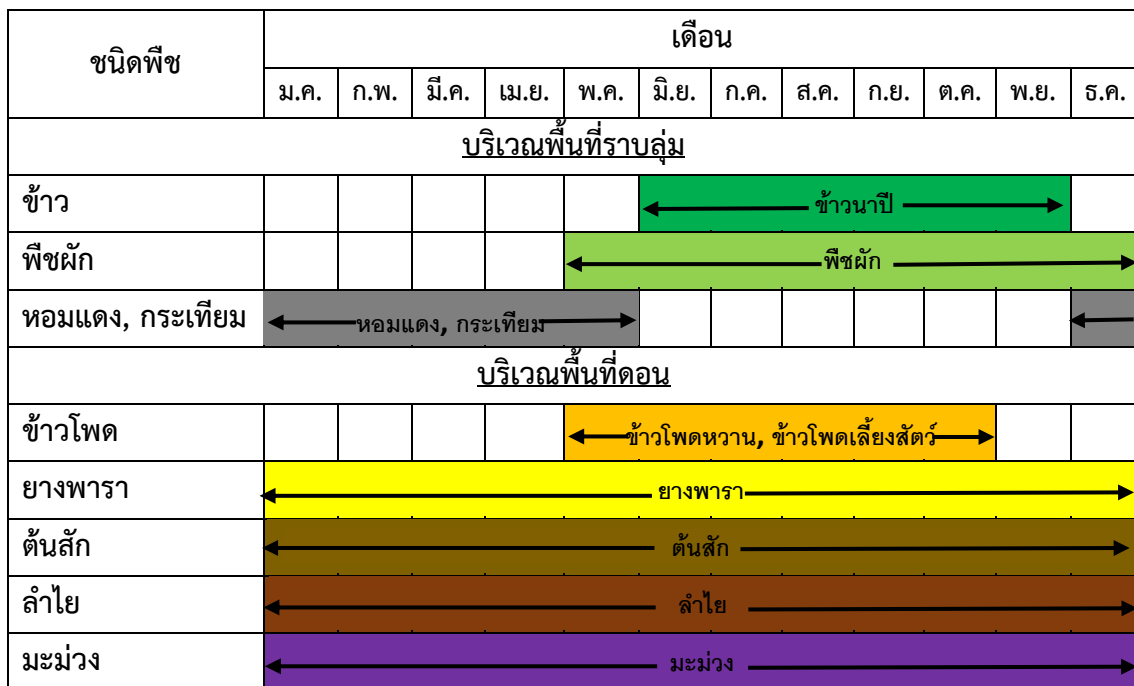 ชนิดพืช
เดือน
ม.ค. ก.พ. มี.ค. เม.ย. พ.ค. มิ.ย. ก.ค. ส.ค. ก.ย. ต.ค. พ.ย. ธ.ค.
บริเวณพื้นที่ราบลุ่ม
ข้าว ข้าวนาปี
พืชผัก พืชผัก
หอมแดง, กระเทียม หอมแดง, กระเทียม
บริเวณพื้นที่ดอน
ข้าวโพด ข้าวโพดหวาน, ข้าวโพดเลี้ยงสัตว์
ยางพารา ยางพารา
ต้นสัก ต้นสัก
ลำไย ลำไย
มะม่วง มะม่วง